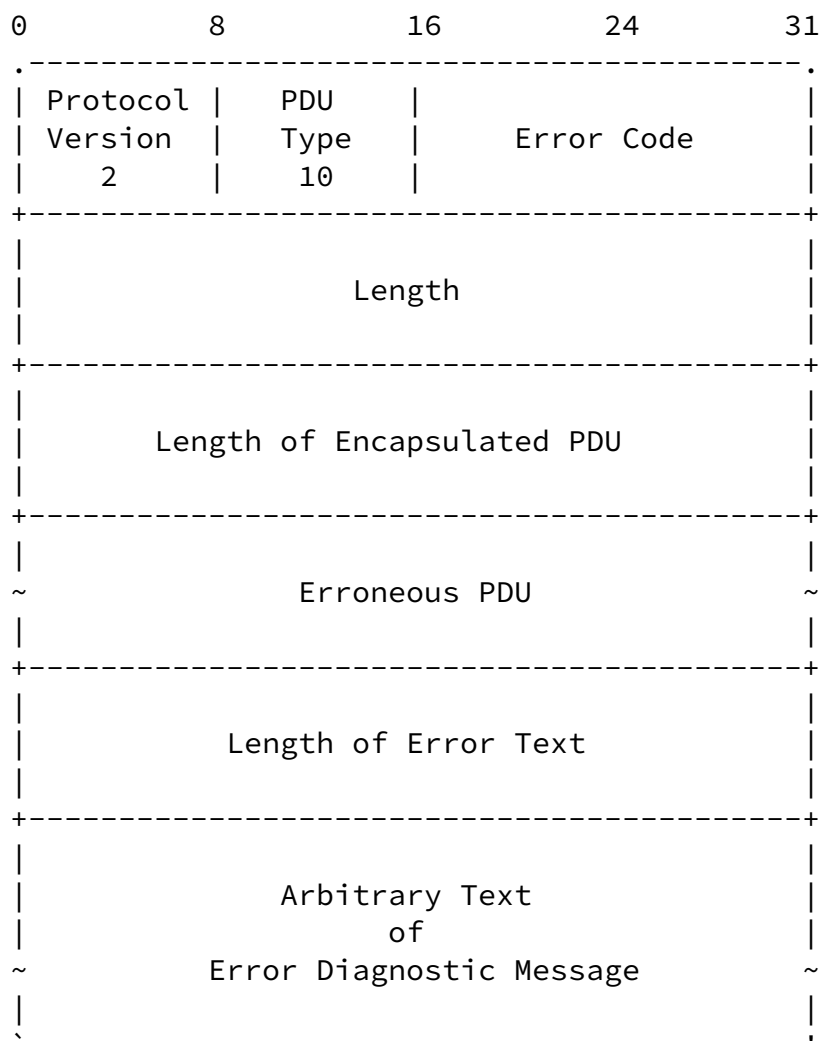 0          8          16         24        31
.-------------------------------------------.
| Protocol |   PDU    |                     |
| Version  |   Type   |     Error Code      |
|    2     |    10    |                     |
+-------------------------------------------+
|                                           |
|                  Length                   |
|                                           |
+-------------------------------------------+
|                                           |
|       Length of Encapsulated PDU          |
|                                           |
+-------------------------------------------+
|                                           |
~               Erroneous PDU               ~
|                                           |
+-------------------------------------------+
|                                           |
|           Length of Error Text            |
|                                           |
+-------------------------------------------+
|                                           |
|              Arbitrary Text               |
|                    of                     |
~          Error Diagnostic Message         ~
|                                           |
`-------------------------------------------'